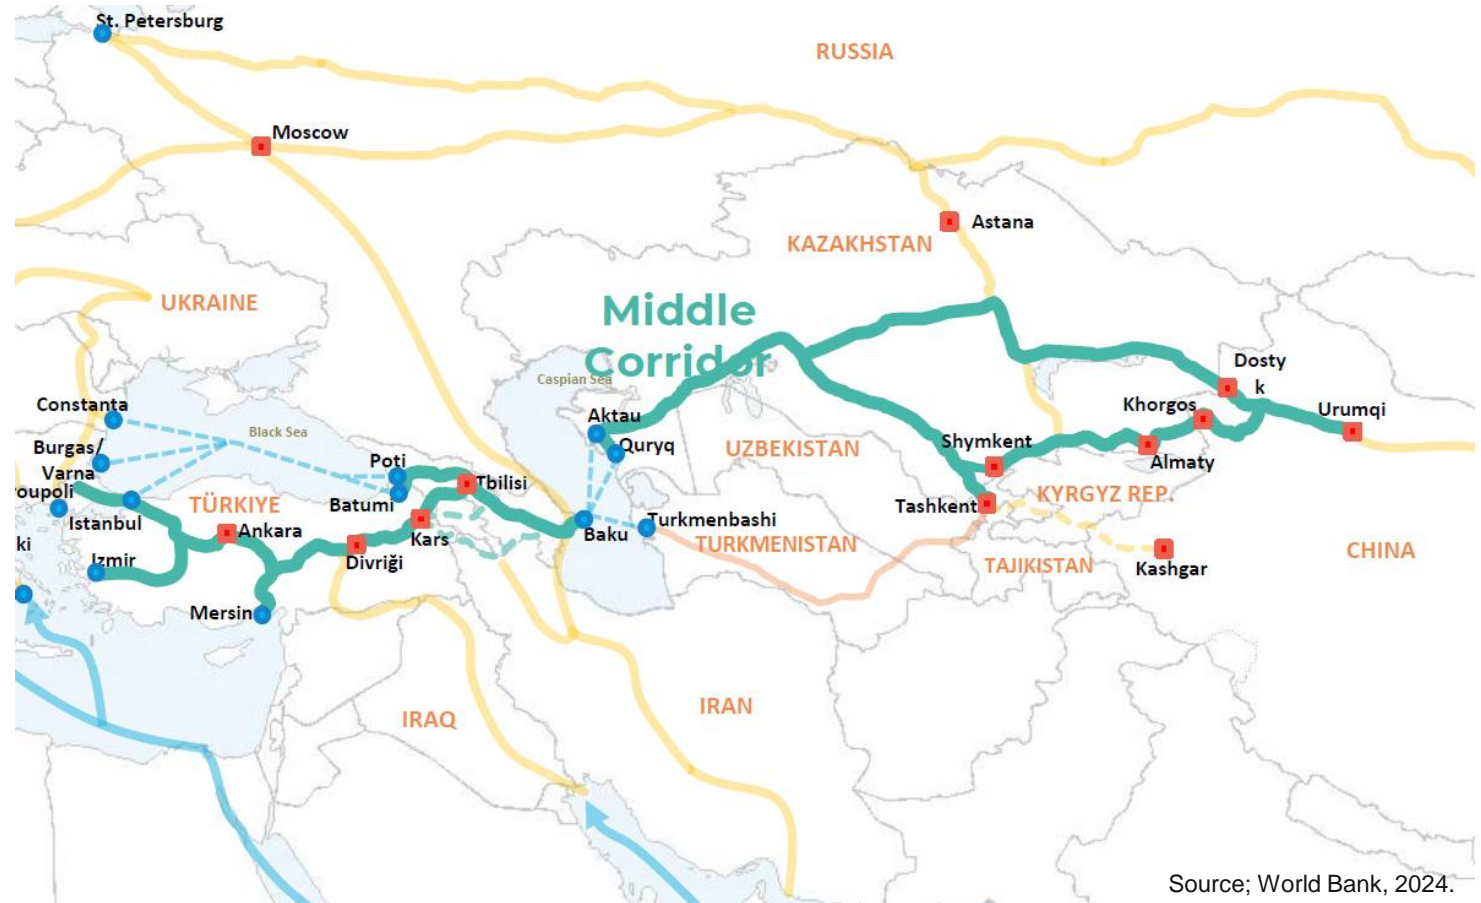 St. Petersburg
RUSSIA
Moscow
Astana
KAZAKHSTAN
UKRAINE
Middle
Corridor
Caspian Sea
Dosty
k
Constanta
Khorgos
Urumqi
Aktau
Black Sea
Burgas/
Varna
Quryq
UZBEKISTAN
Shymkent
Almaty
Poti
Tbilisi
roupoli
TÜRKIYE
Batumi
Tashkent
KYRGYZ REP.
Istanbul
Ankara
Kars
Baku
Turkmenbashi
TURKMENISTAN
ki
Izmir
Divriği
TAJIKISTAN
Kashgar
CHINA
Mersin
IRAQ
IRAN
Source; World Bank, 2024.